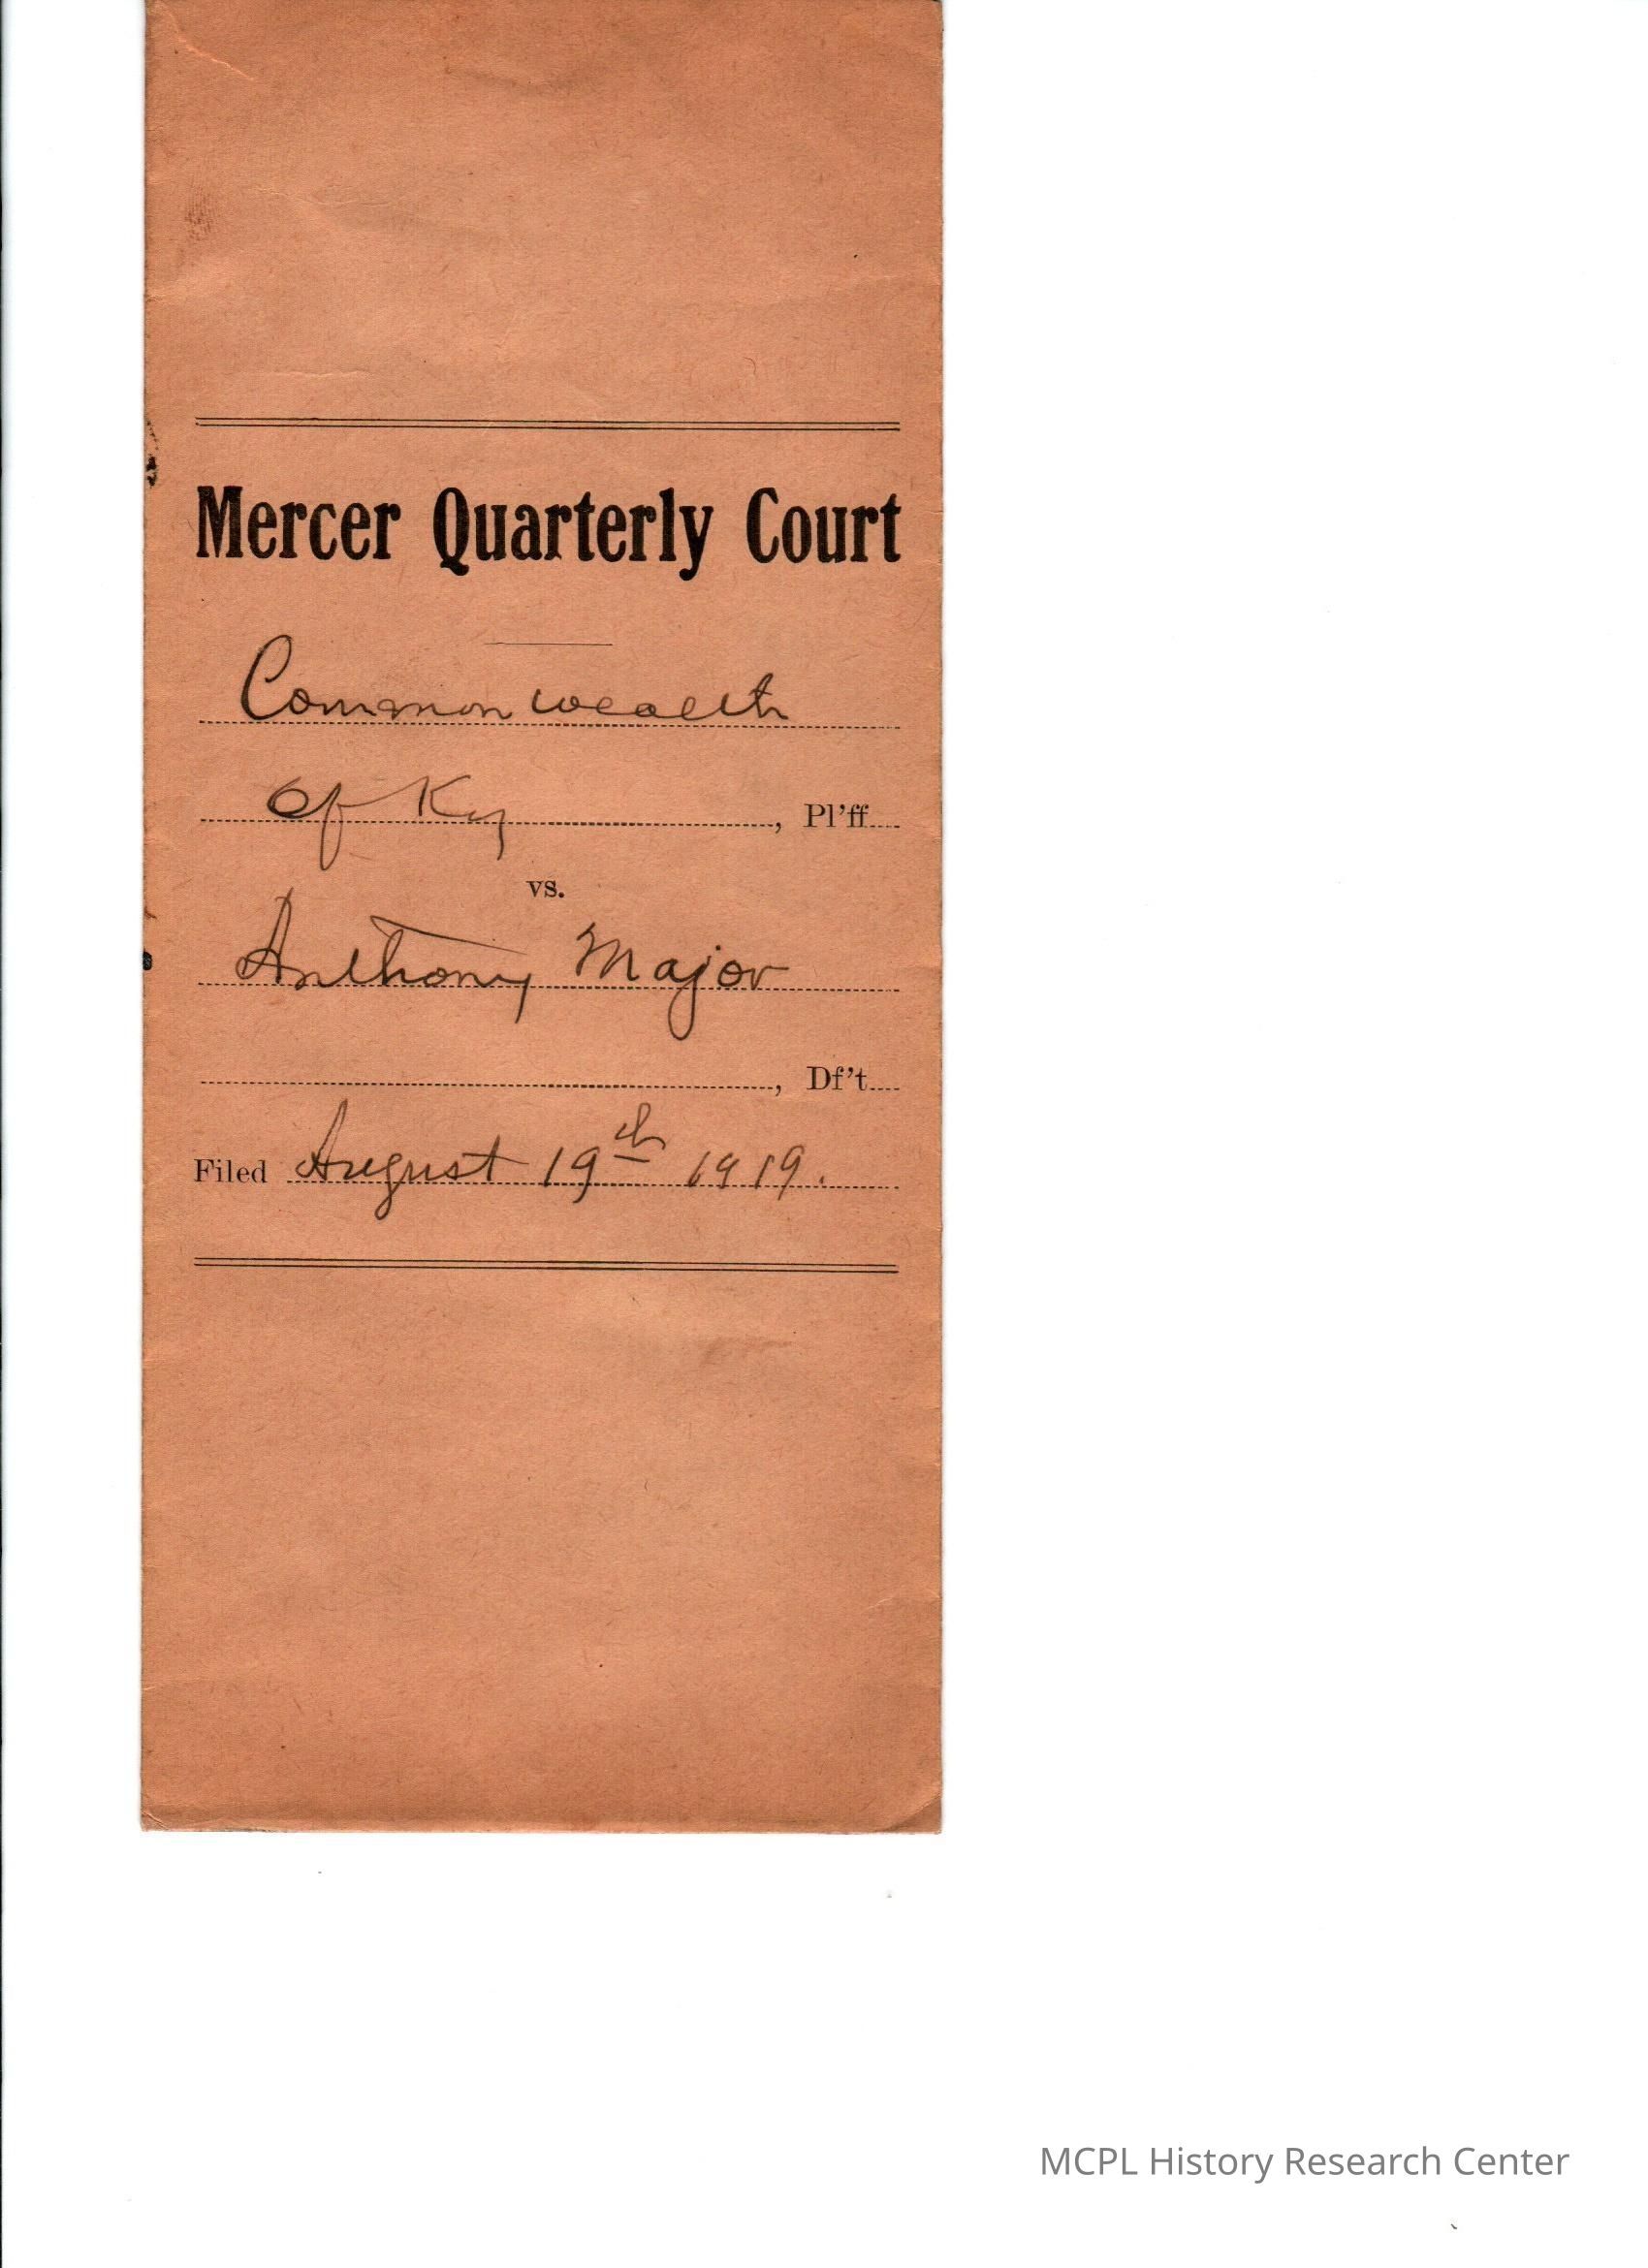 Mercer Quarterly Court
Commonwealth
Of Ky, Pl'ff
vs.
Anthony Major
, Df't
Filed August 19th 1919.
MCPL History Research Center